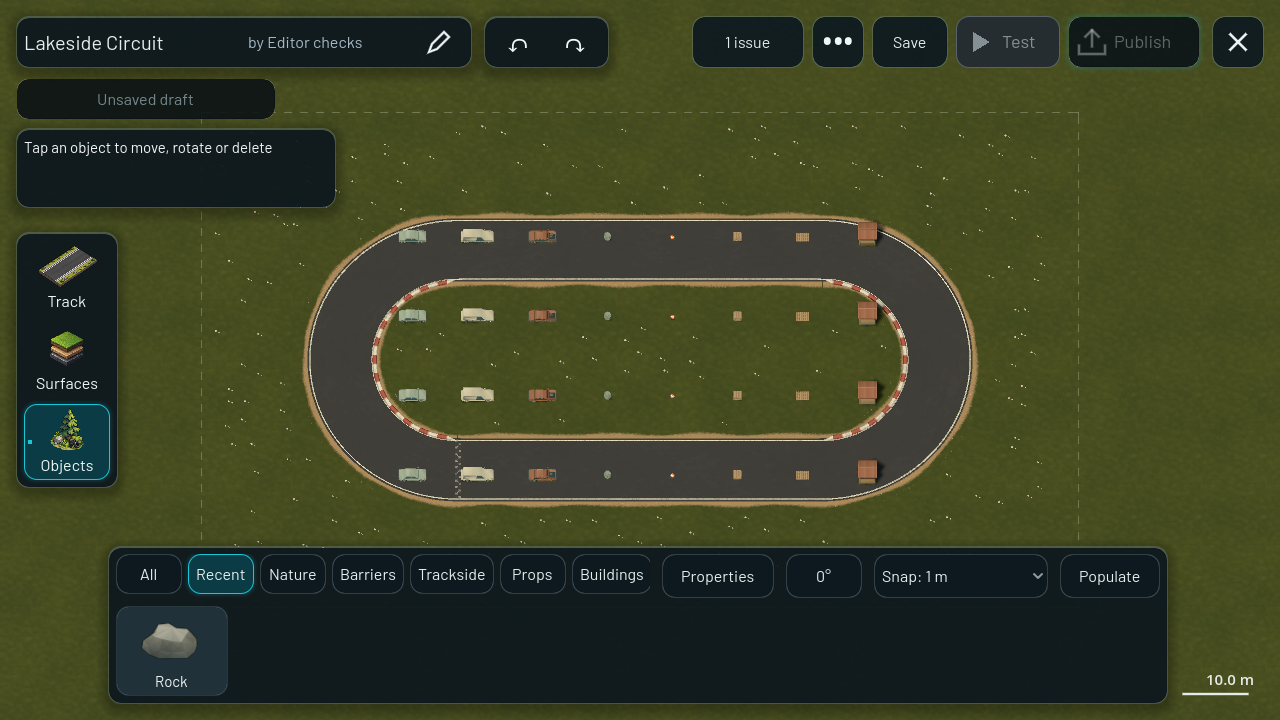 Lakeside Circuit
by Editor checks
1 issue
•••
Save
Test
Publish
Unsaved draft
Tap an object to move, rotate or delete
Track
Surfaces
Objects
All
Recent
Nature
Barriers
Trackside
Props
Buildings
Properties
0°
Snap: 1 m
Populate
Rock
10.0 m